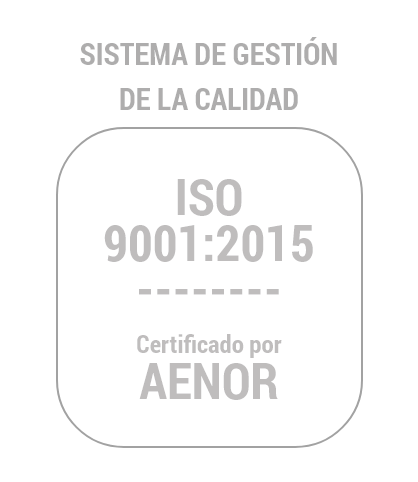 SISTEMA DE GESTIÓN
DE LA CALIDAD
ISO
9001:2015
--------
Certificado por
AENOR